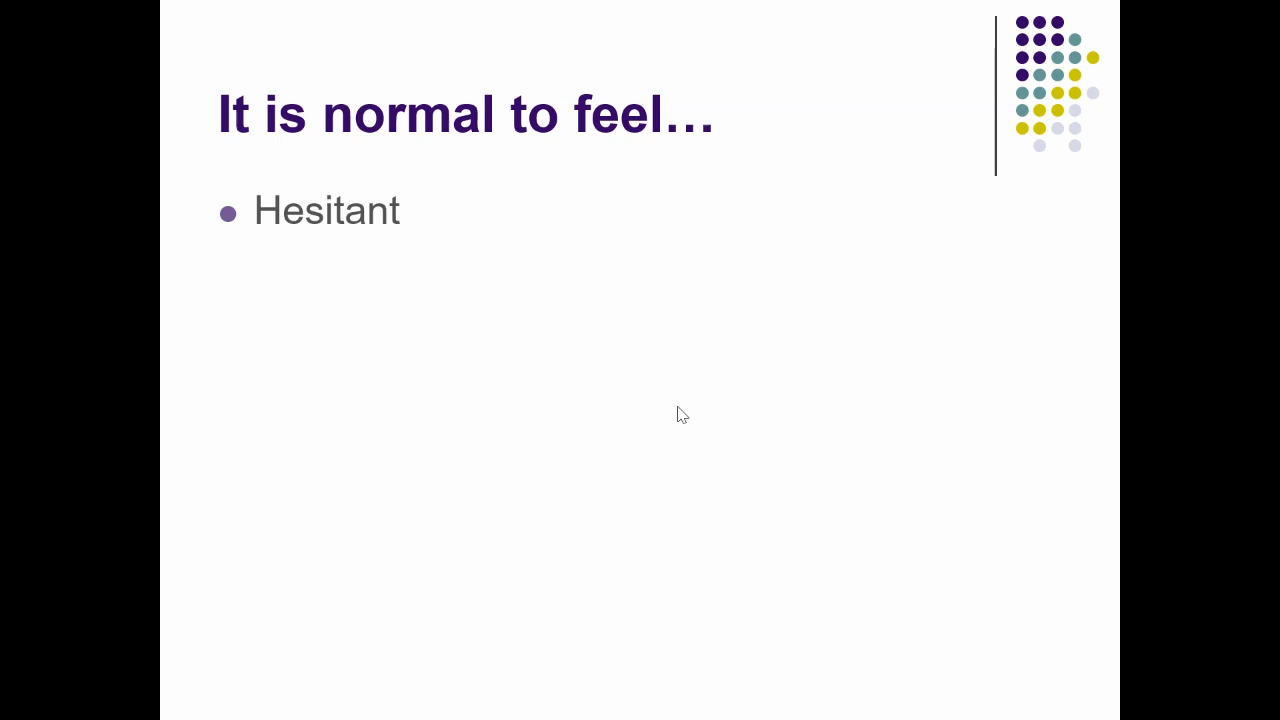 It is normal to feel…
Hesitant